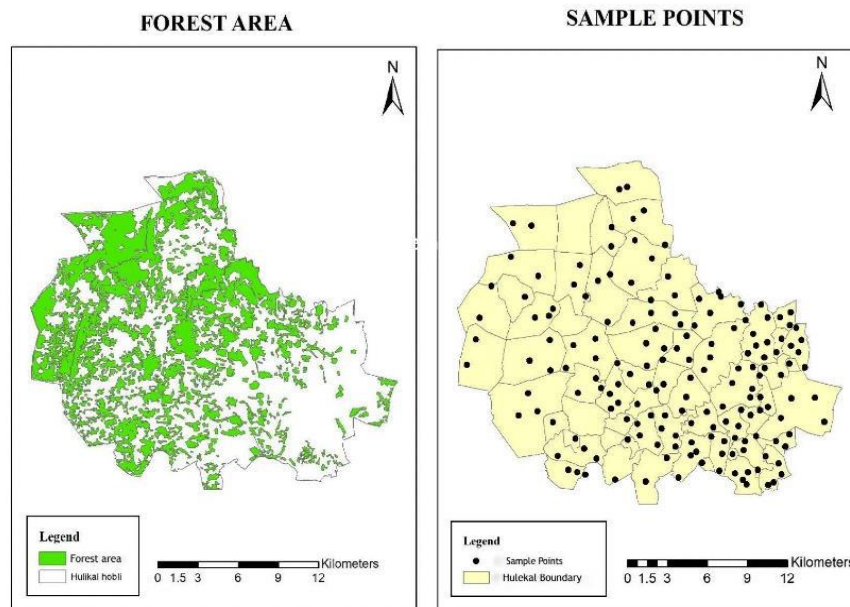 FOREST AREA
N
Legend
Forest area
Hulikal hobli
Kilometers
0 1.5 3 6 9 12
SAMPLE POINTS
N
Legend
Sample Points
Hulekal Boundary
Kilometers
0 1.5 3 6 9 12